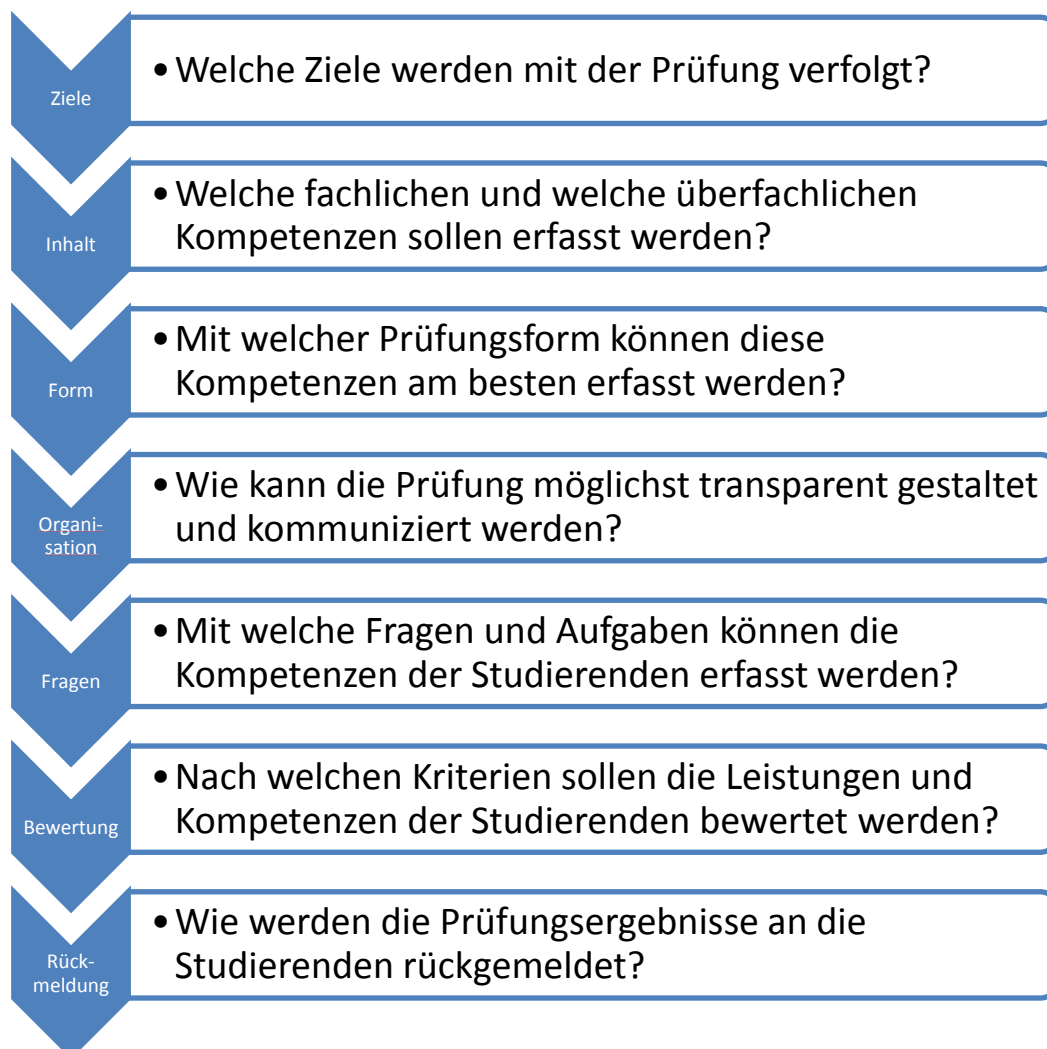 Ziele
• Welche Ziele werden mit der Prüfung verfolgt?
Inhalt
• Welche fachlichen und welche überfachlichen
Kompetenzen sollen erfasst werden?
Form
• Mit welcher Prüfungsform können diese
Kompetenzen am besten erfasst werden?
Organi-
sation
• Wie kann die Prüfung möglichst transparent gestaltet
und kommuniziert werden?
Fragen
• Mit welche Fragen und Aufgaben können die
Kompetenzen der Studierenden erfasst werden?
Bewertung
• Nach welchen Kriterien sollen die Leistungen und
Kompetenzen der Studierenden bewertet werden?
Rück-
meldung
• Wie werden die Prüfungsergebnisse an die
Studierenden rückgemeldet?